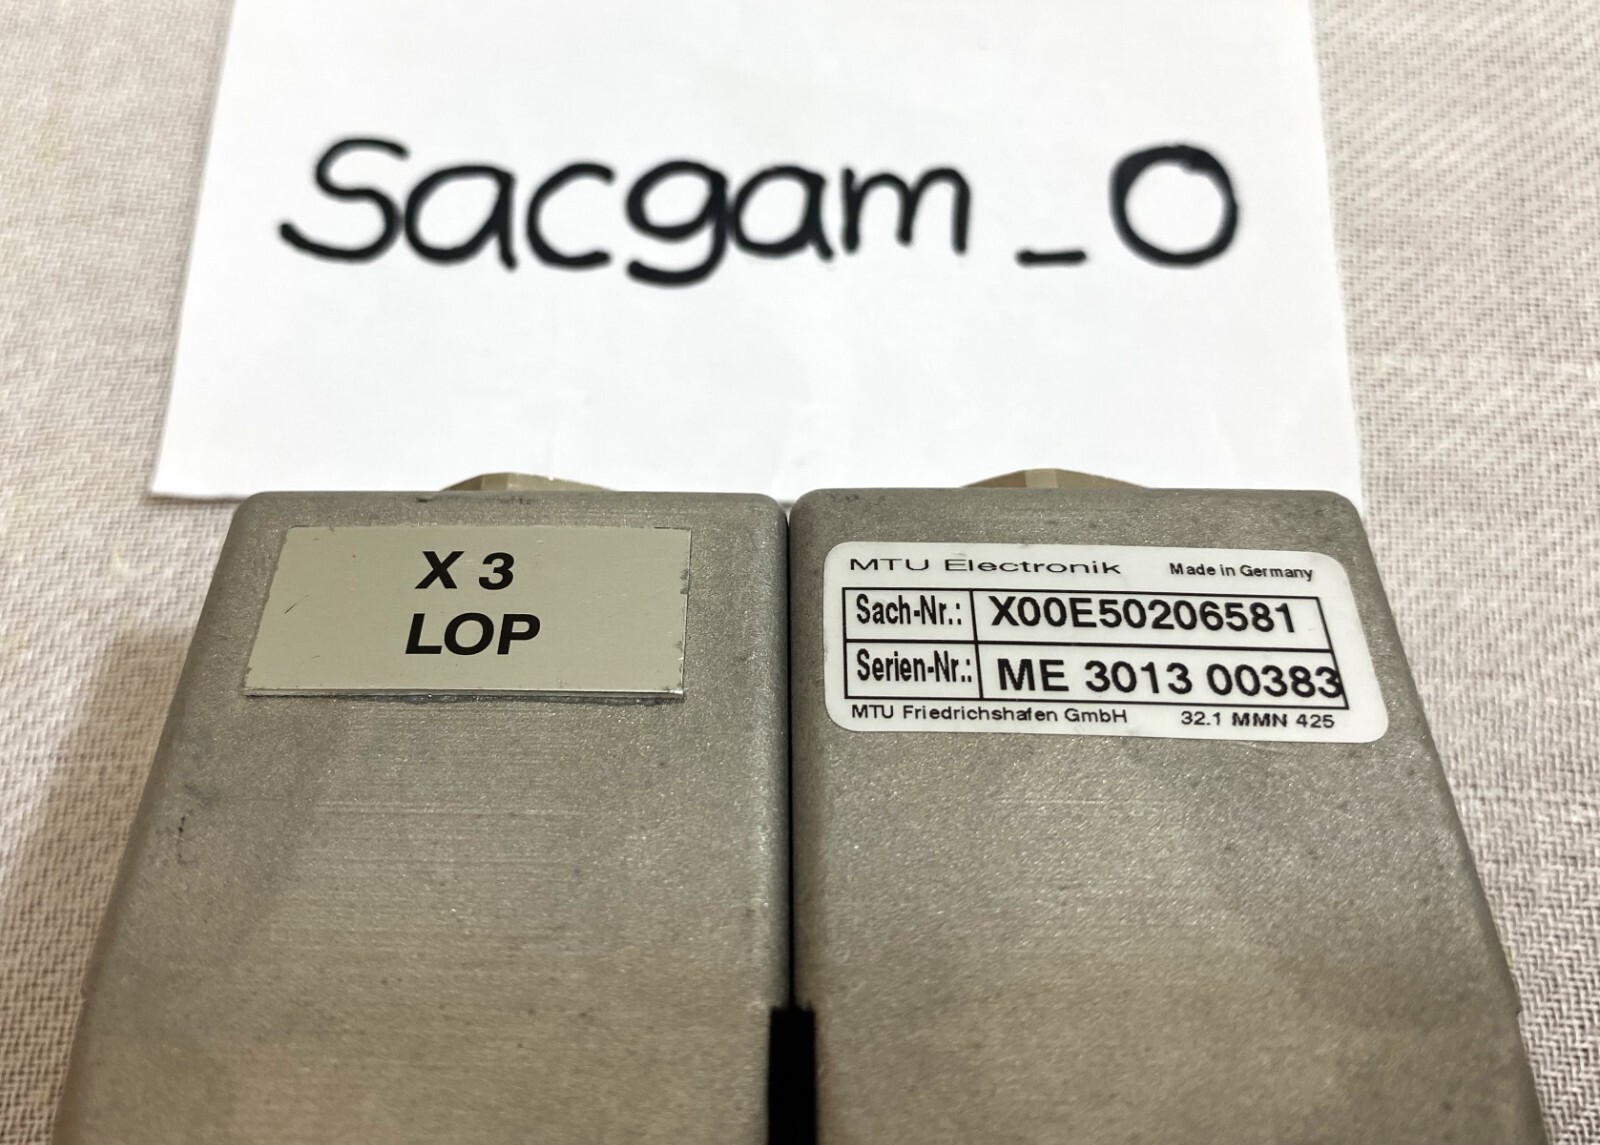 Sacgam_O
X 3
LOP
MTU Electronik Made in Germany
Sach-Nr.: X00E50206581
Serien-Nr.: ME 3013 00383
MTU Friedrichshafen GmbH 32.1 MMN 425